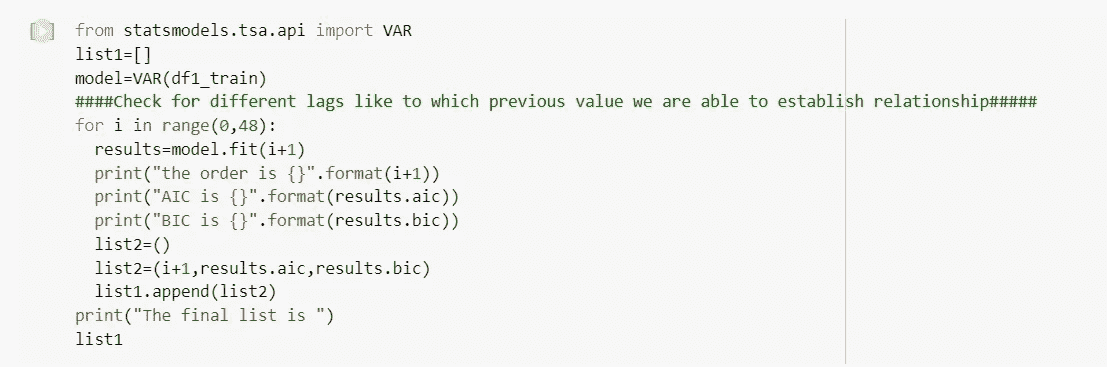 from statsmodels.tsa.api import VAR
list1=[]
model=VAR(df1_train)
####Check for different lags like to which previous value we are able to establish relationship#####
for i in range(0,48):
  results=model.fit(i+1)
  print("the order is {}".format(i+1))
  print("AIC is {}".format(results.aic))
  print("BIC is {}".format(results.bic))
  list2=()
  list2=(i+1,results.aic,results.bic)
  list1.append(list2)
print("The final list is ")
list1